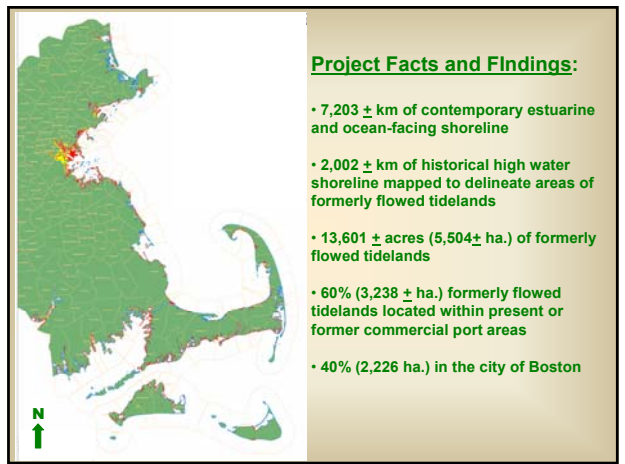 Project Facts and FIndings:
• 7,203 ± km of contemporary estuarine
and ocean-facing shoreline
• 2,002 ± km of historical high water
shoreline mapped to delineate areas of
formerly flowed tidelands
• 13,601 ± acres (5,504± ha.) of formerly
flowed tidelands
• 60% (3,238 ± ha.) formerly flowed
tidelands located within present or
former commercial port areas
• 40% (2,226 ha.) in the city of Boston
N